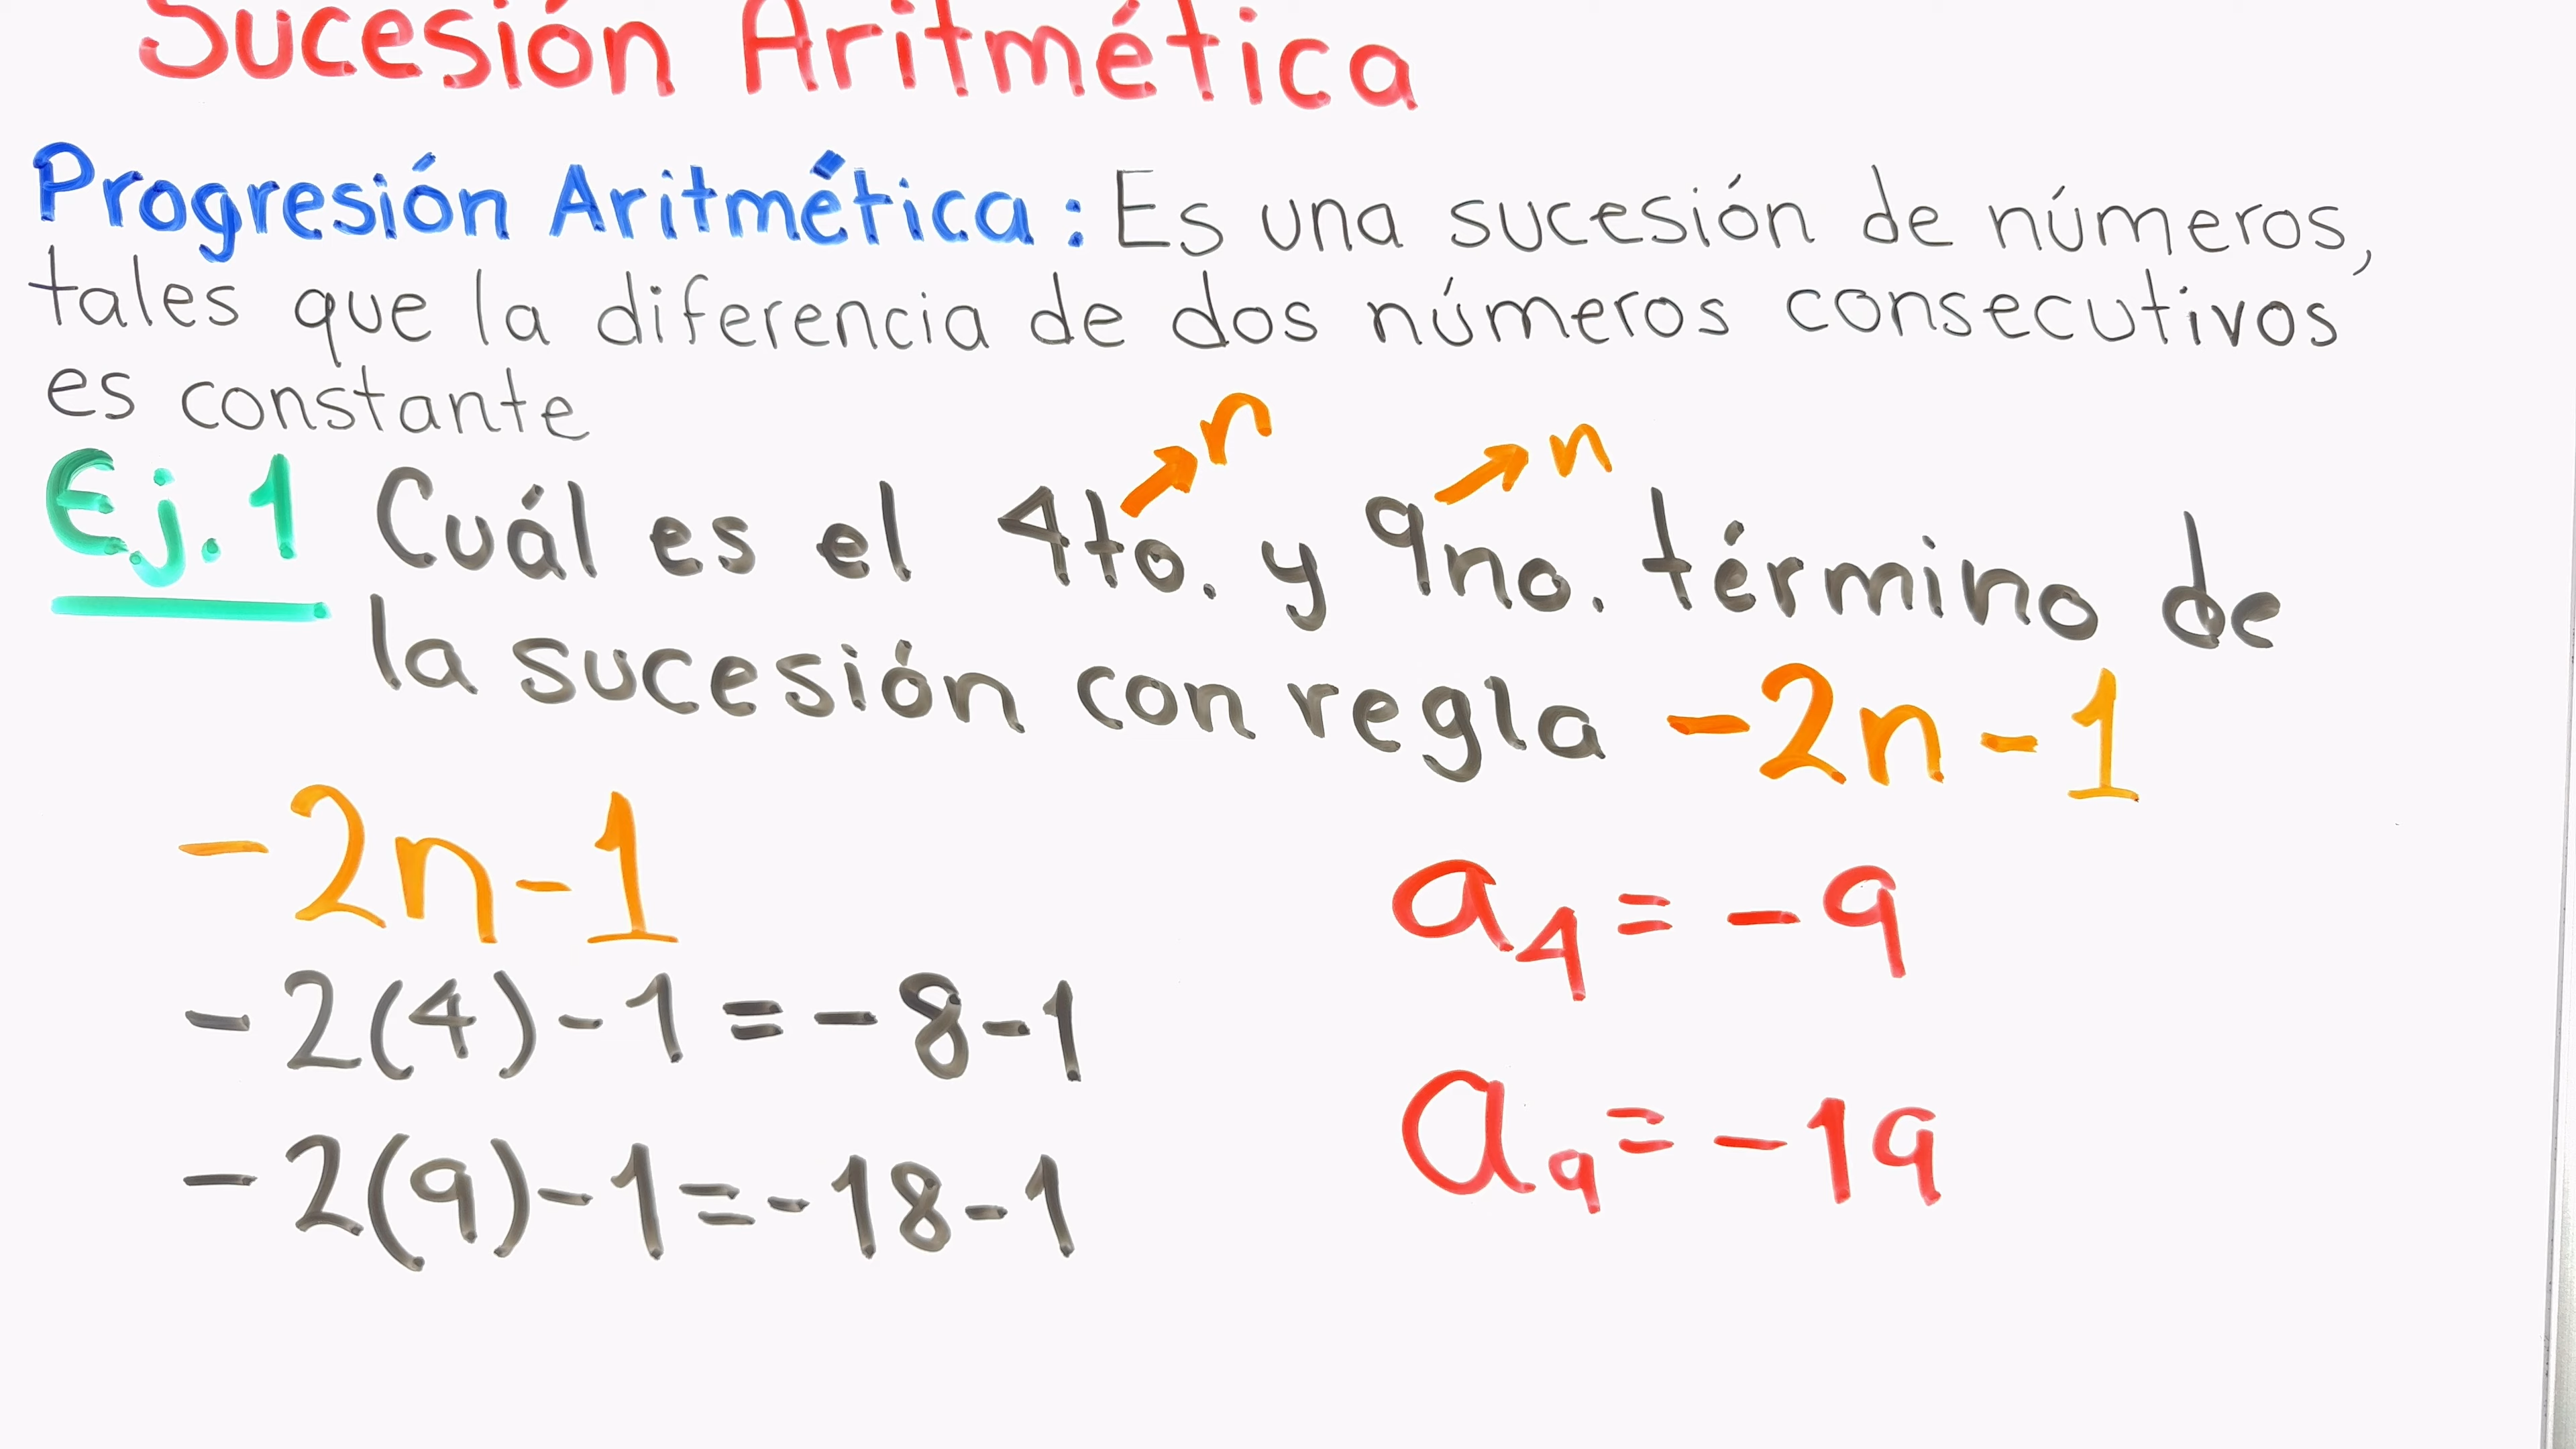 Sucesión Aritmética
Progresión Aritmética: Es una sucesión de números,
tales que la diferencia de dos números consecutivos
es constante
n n
Ej. 1 Cuál es el 4to. y 9no. término de
la sucesión con regla -2n-1
-2n-1
a4=-9
-2(4)-1=-8-1
a9=-19
-2(9)-1=-18-1